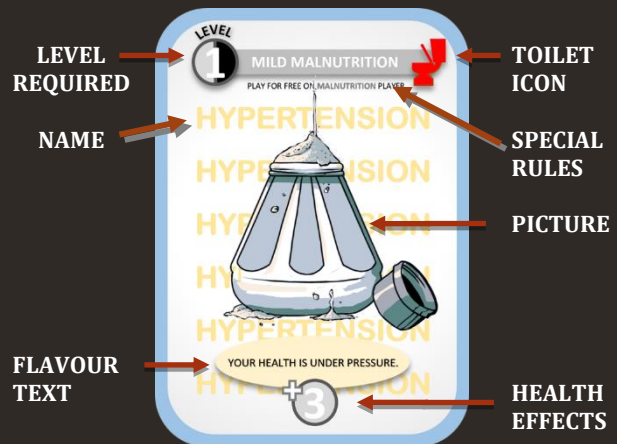 LEVEL
1
MILD MALNUTRITION
PLAY FOR FREE ON MALNUTRITION PLAYER
LEVEL
REQUIRED
TOILET
ICON
NAME
HYPERTENSION
SPECIAL
RULES
HYPERTENSION
PICTURE
HYPERTENSION
HYPERTENSION
HYPERTENSION
YOUR HEALTH IS UNDER PRESSURE.
FLAVOUR
TEXT
HYPERTENSION
+3
HEALTH
EFFECTS